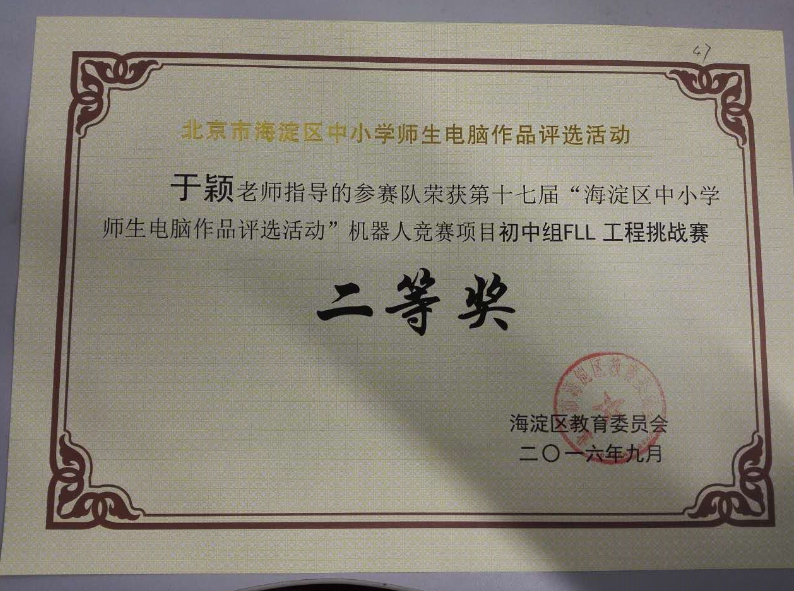 47
北京市海淀区中小学师生电脑作品评选活动
于颖老师指导的参赛队荣获第十七届“海淀区中小学
师生电脑作品评选活动”机器人竞赛项目初中组FLL 工程挑战赛
二等奖
海淀区教育委员会
二〇一六年九月